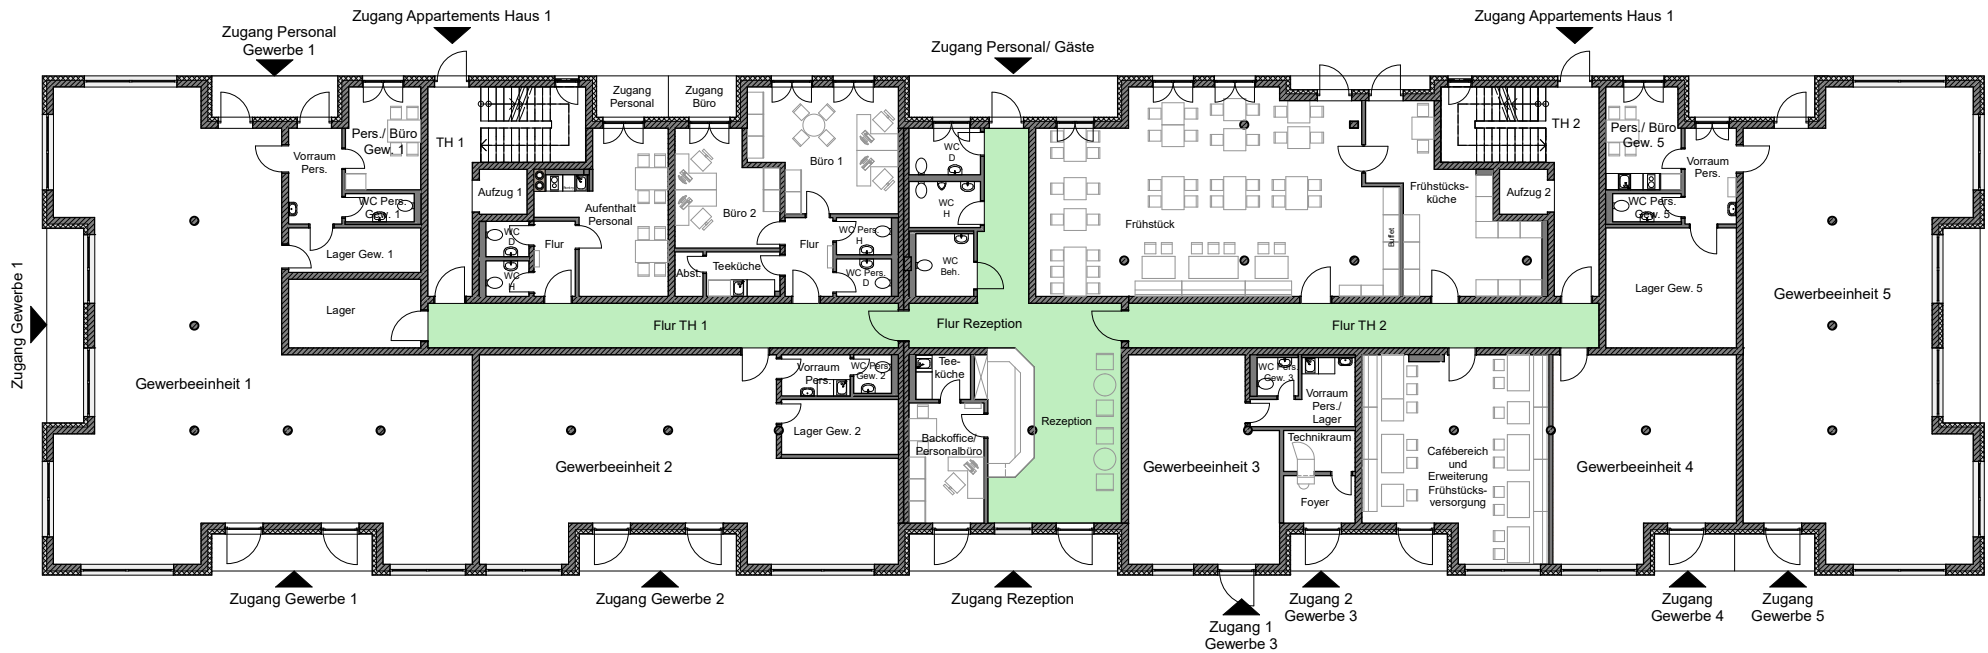 Zugang Appartements Haus 1
Zugang Personal
Gewerbe 1
Zugang Personal/ Gäste
Zugang Appartements Haus 1
Zugang
Personal
Zugang
Büro
Pers./ Büro
Gew. 1
TH 1
Vorraum
Pers.
WC Pers.
Gew. 1
Lager Gew. 1
Lager
Aufzug 1
Aufenthalt
Personal
WC
D
WC
H
Flur
Büro 1
Büro 2
Abst.
Teeküche
Flur
WC Pers.
H
WC Pers.
D
WC
D
WC
H
WC
Beh.
Frühstück
Bufet
Frühstücks-
küche
TH 2
Aufzug 2
Pers./ Büro
Gew. 5
Vorraum
Pers.
WC Pers.
Gew. 5
Lager Gew. 5
Gewerbeeinheit 5
Zugang Gewerbe 1
Flur TH 1
Flur Rezeption
Flur TH 2
Gewerbeeinheit 1
Gewerbeeinheit 2
Vorraum
Pers.
WC Pers.
Gew. 2
Lager Gew. 2
Tee-
küche
Backoffice/
Personalbüro
Rezeption
Gewerbeeinheit 3
WC Pers.
Gew. 3
Vorraum
Pers./
Lager
Technikraum
Foyer
Cafébereich
und
Erweiterung
Frühstücks-
versorgung
Gewerbeeinheit 4
Zugang Gewerbe 1
Zugang Gewerbe 2
Zugang Rezeption
Zugang 1
Gewerbe 3
Zugang 2
Gewerbe 3
Zugang
Gewerbe 4
Zugang
Gewerbe 5